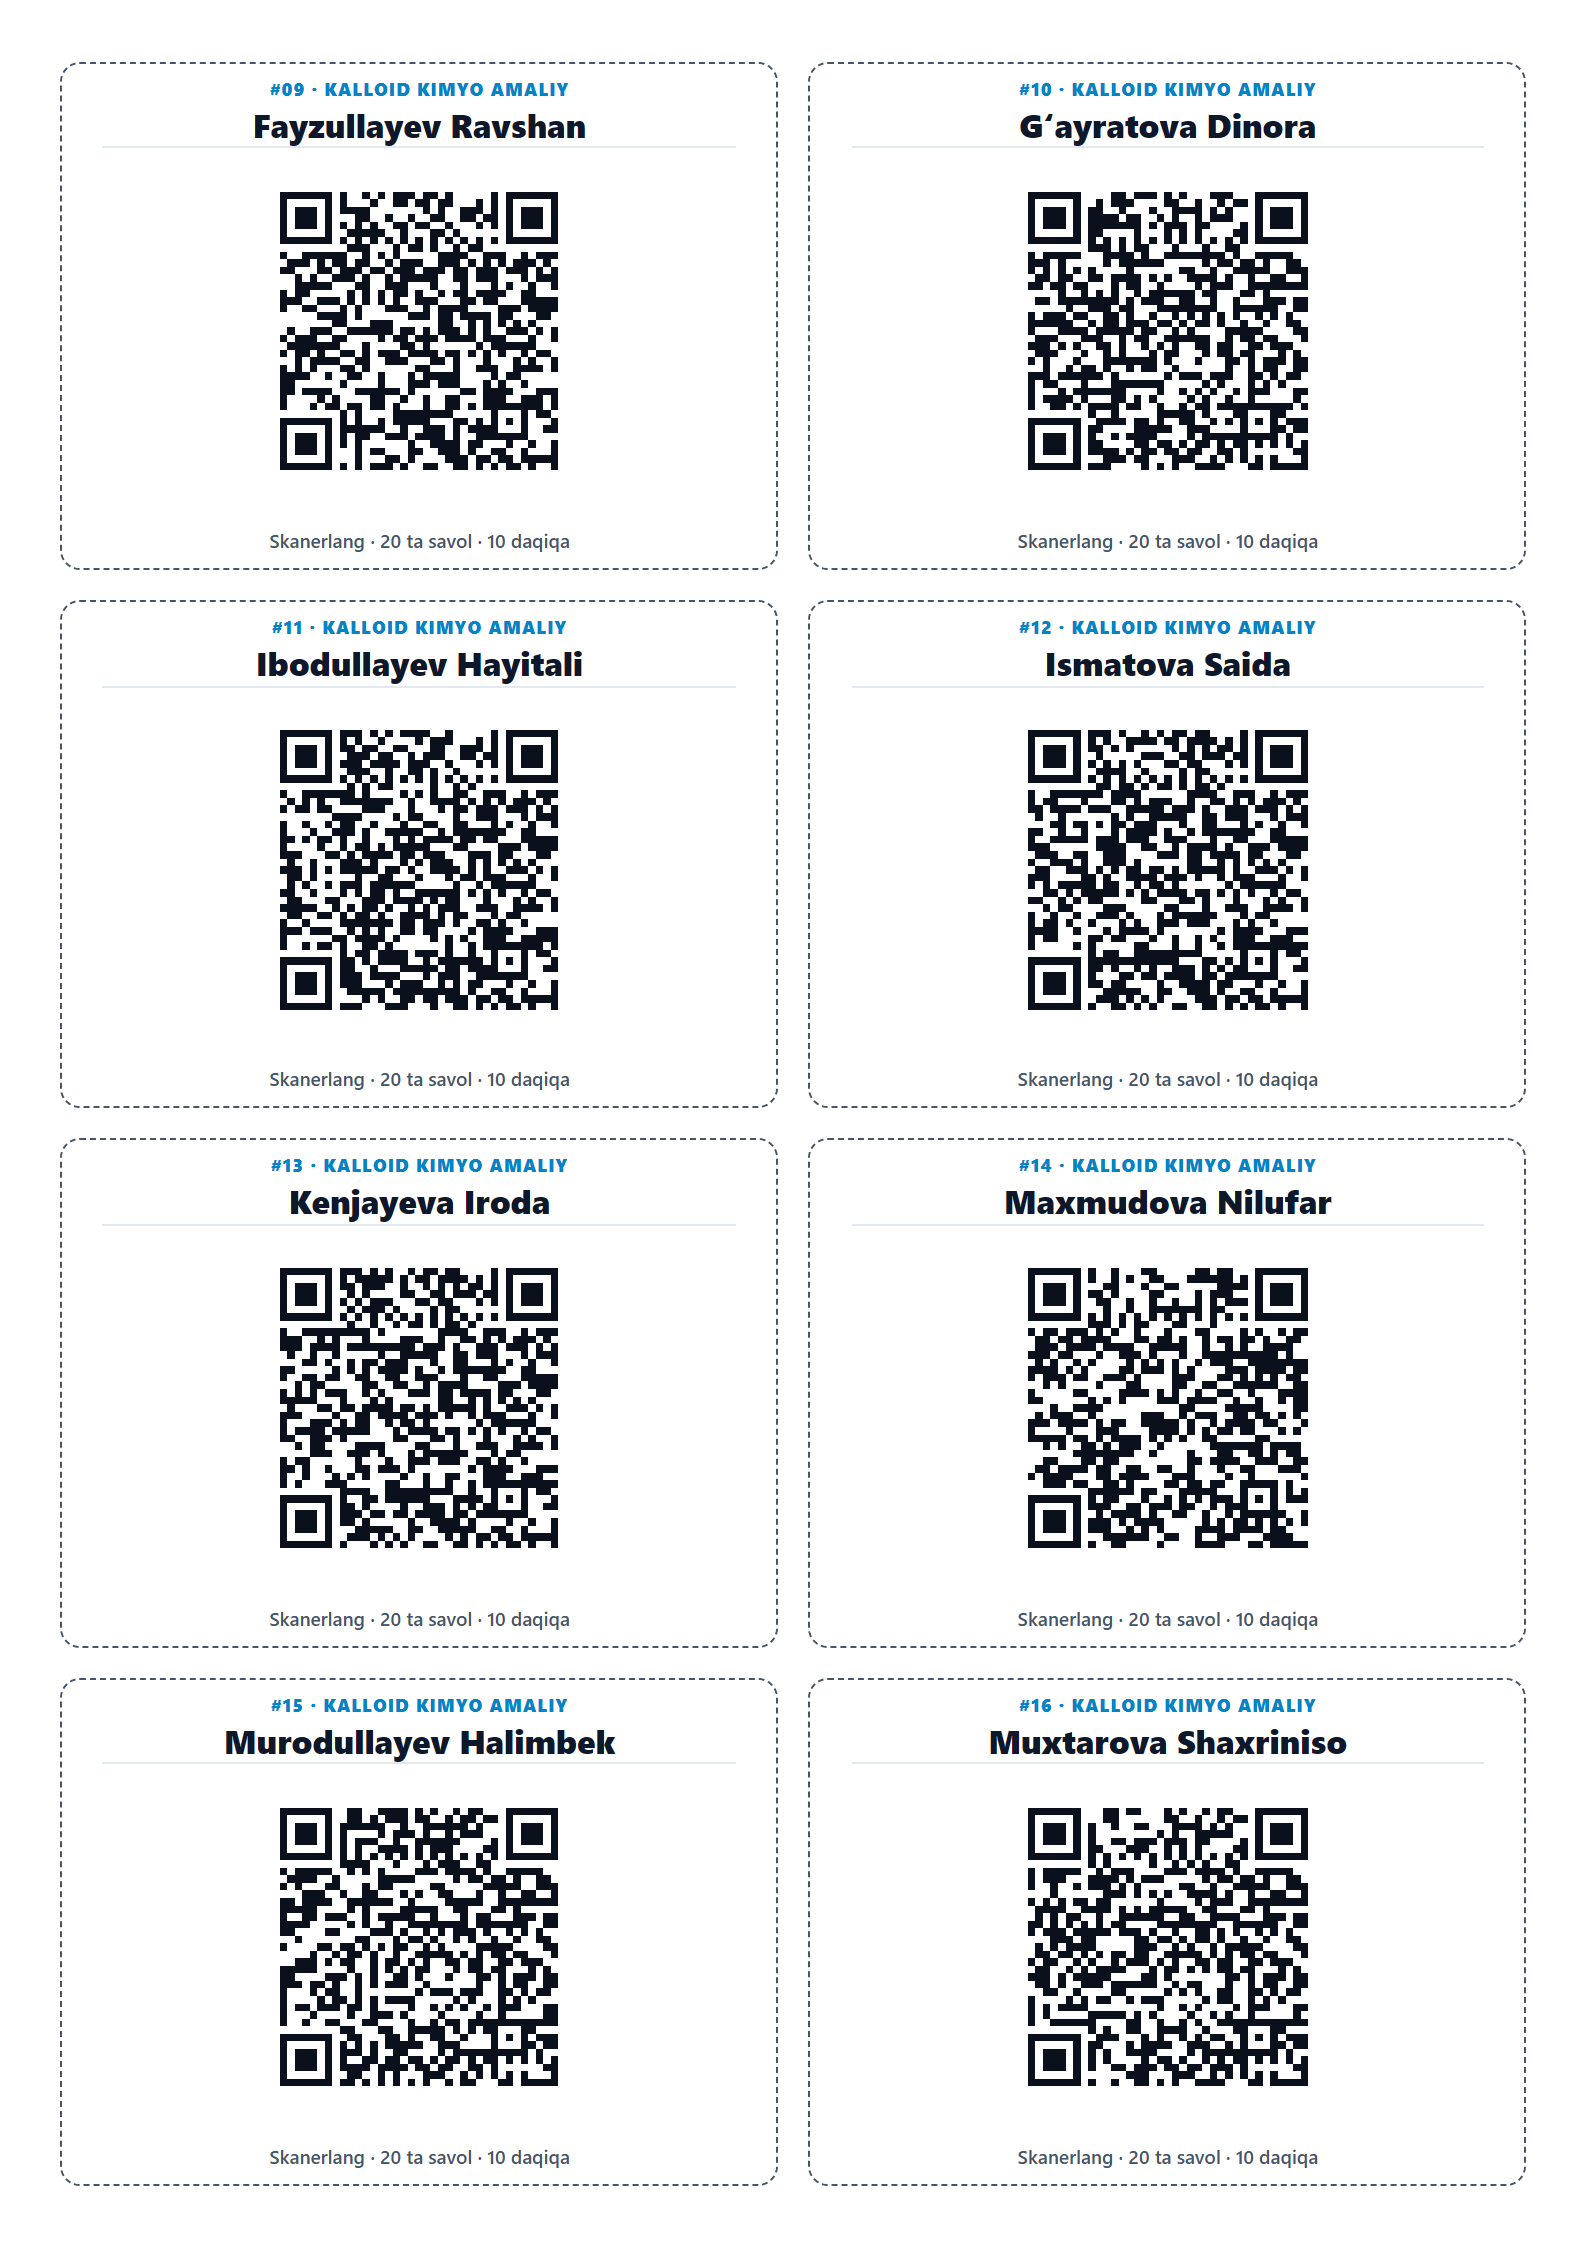 #09 · KALLOID KIMYO AMALIY
Fayzullayev Ravshan
Skanerlang · 20 ta savol · 10 daqiqa
#10 · KALLOID KIMYO AMALIY
G‘ayratova Dinora
Skanerlang · 20 ta savol · 10 daqiqa
#11 · KALLOID KIMYO AMALIY
Ibodullayev Hayitali
Skanerlang · 20 ta savol · 10 daqiqa
#12 · KALLOID KIMYO AMALIY
Ismatova Saida
Skanerlang · 20 ta savol · 10 daqiqa
#13 · KALLOID KIMYO AMALIY
Kenjayeva Iroda
Skanerlang · 20 ta savol · 10 daqiqa
#14 · KALLOID KIMYO AMALIY
Maxmudova Nilufar
Skanerlang · 20 ta savol · 10 daqiqa
#15 · KALLOID KIMYO AMALIY
Murodullayev Halimbek
Skanerlang · 20 ta savol · 10 daqiqa
#16 · KALLOID KIMYO AMALIY
Muxtarova Shaxriniso
Skanerlang · 20 ta savol · 10 daqiqa